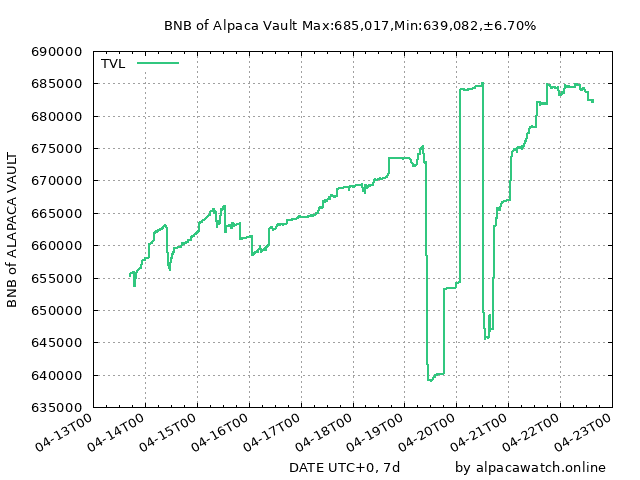 BNB of Alpaca Vault Max:685,017,Min:639,082,±6.70%
TVL
690000
685000
680000
675000
670000
665000
660000
655000
650000
645000
640000
635000
BNB of ALAPACA VAULT
04-13T00
04-14T00
04-15T00
04-16T00
04-17T00
04-18T00
04-19T00
04-20T00
04-21T00
04-22T00
04-23T00
DATE UTC+0, 7d
by alpacawatch.online